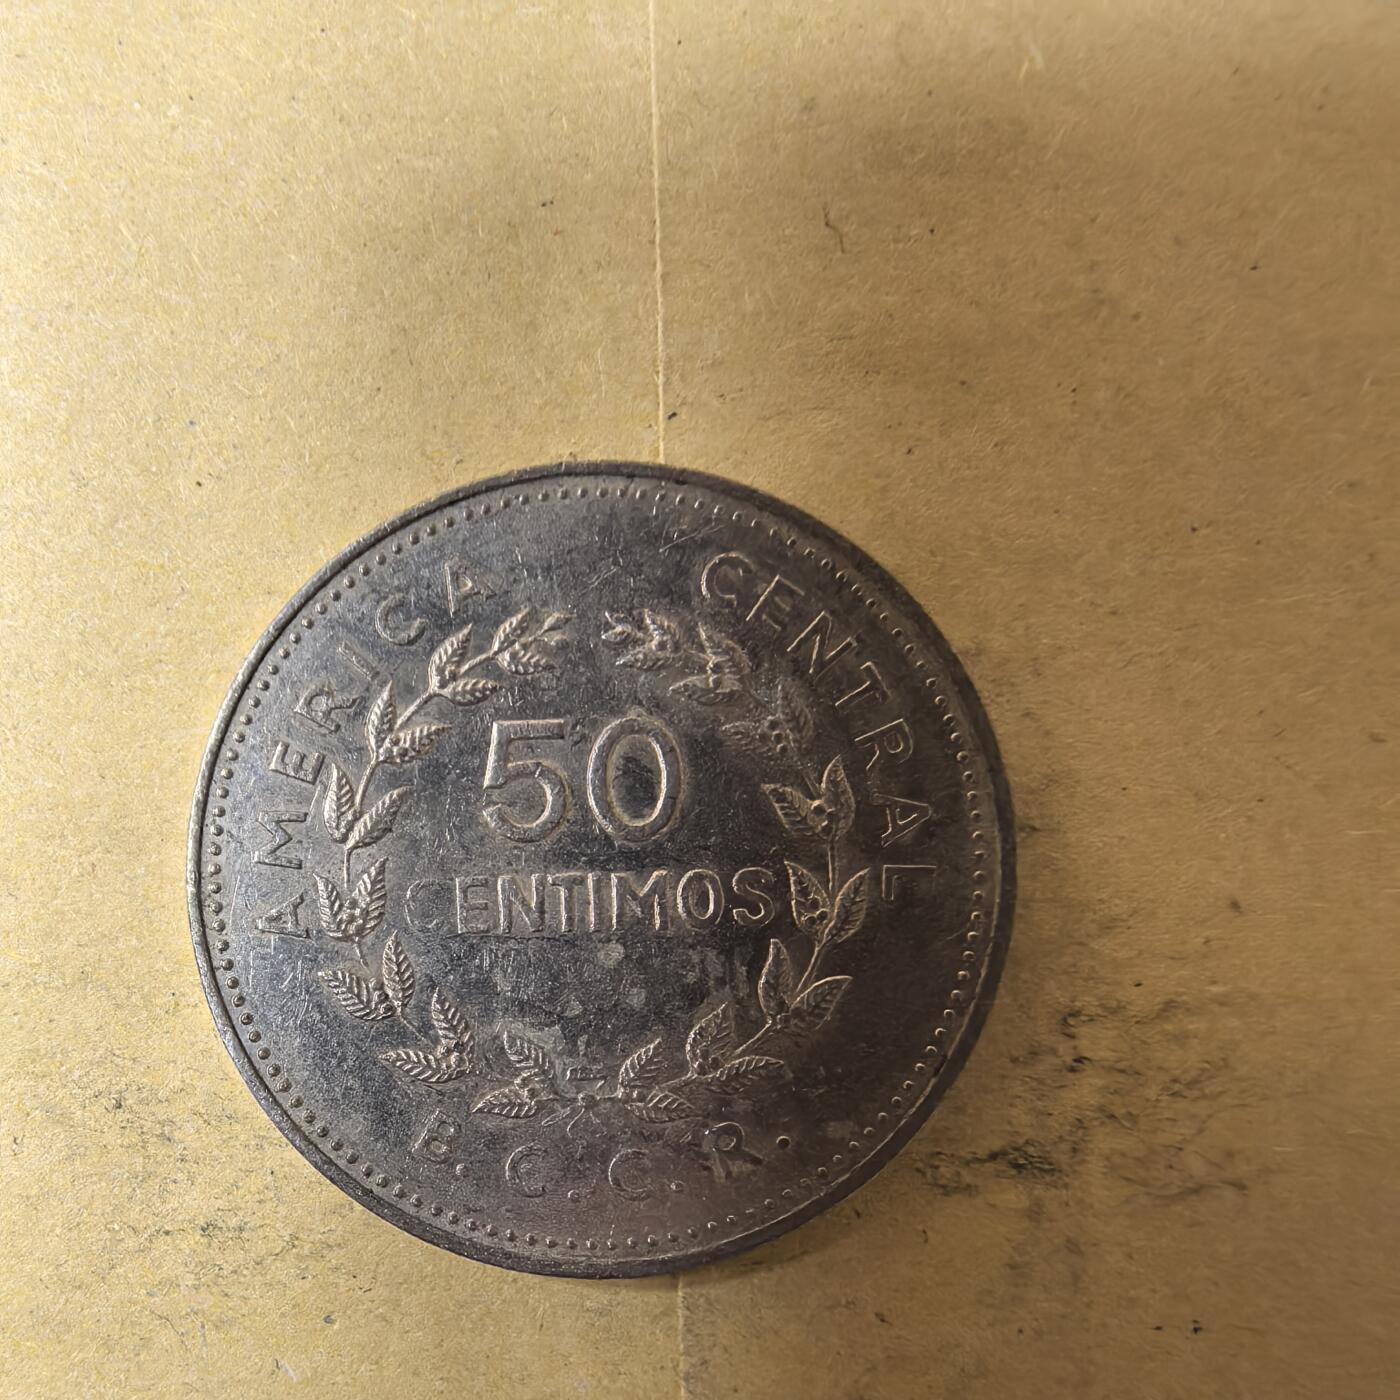 AMERICA CENTRAL
50
CENTIMOS
B.C.C.R.